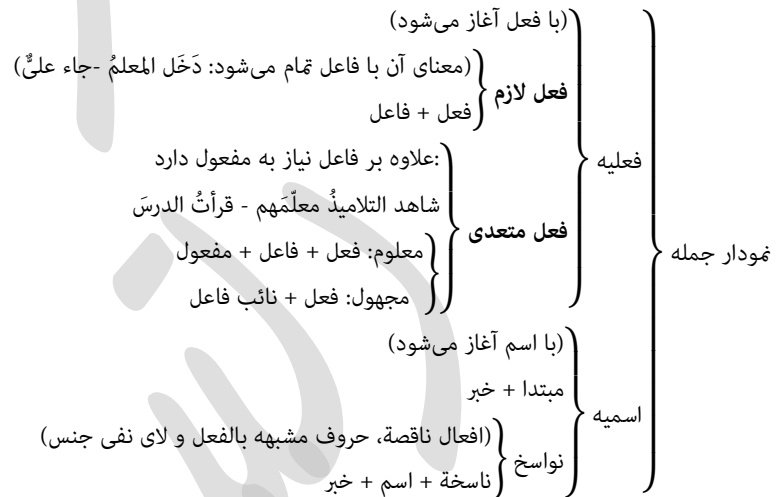 نمودار جمله
فعلیه
(با فعل آغاز می‌شود)
فعل لازم
(معنای آن با فاعل تمام می‌شود: دَخَل المعلمُ -جاء علیٌّ)
فعل + فاعل
فعل متعدی
:علاوه بر فاعل نیاز به مفعول دارد
شاهد التلامیذُ معلّمَهم - قرأتُ الدرسَ
معلوم: فعل + فاعل + مفعول
مجهول: فعل + نائب فاعل
اسمیه
(با اسم آغاز می‌شود)
مبتدا + خبر
نواسخ
(افعال ناقصة، حروف مشبهه بالفعل و لای نفی جنس)
ناسخة + اسم + خبر